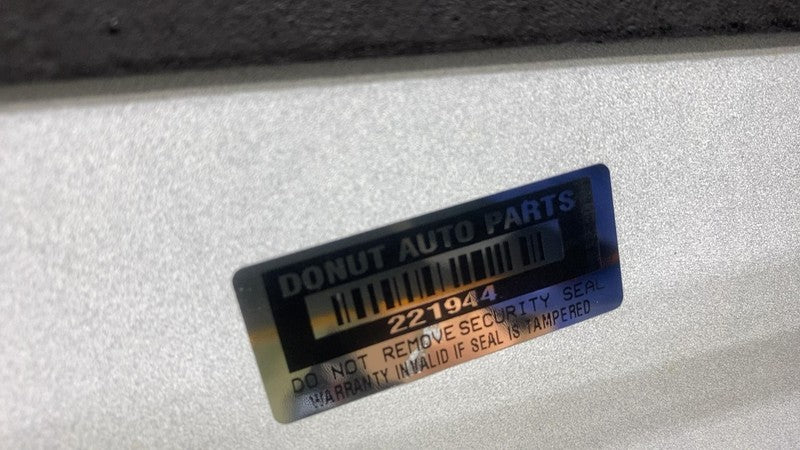 DONUT AUTO PARTS
221944
DO NOT REMOVE SECURITY SEAL
WARRANTY INVALID IF SEAL IS TAMPERED